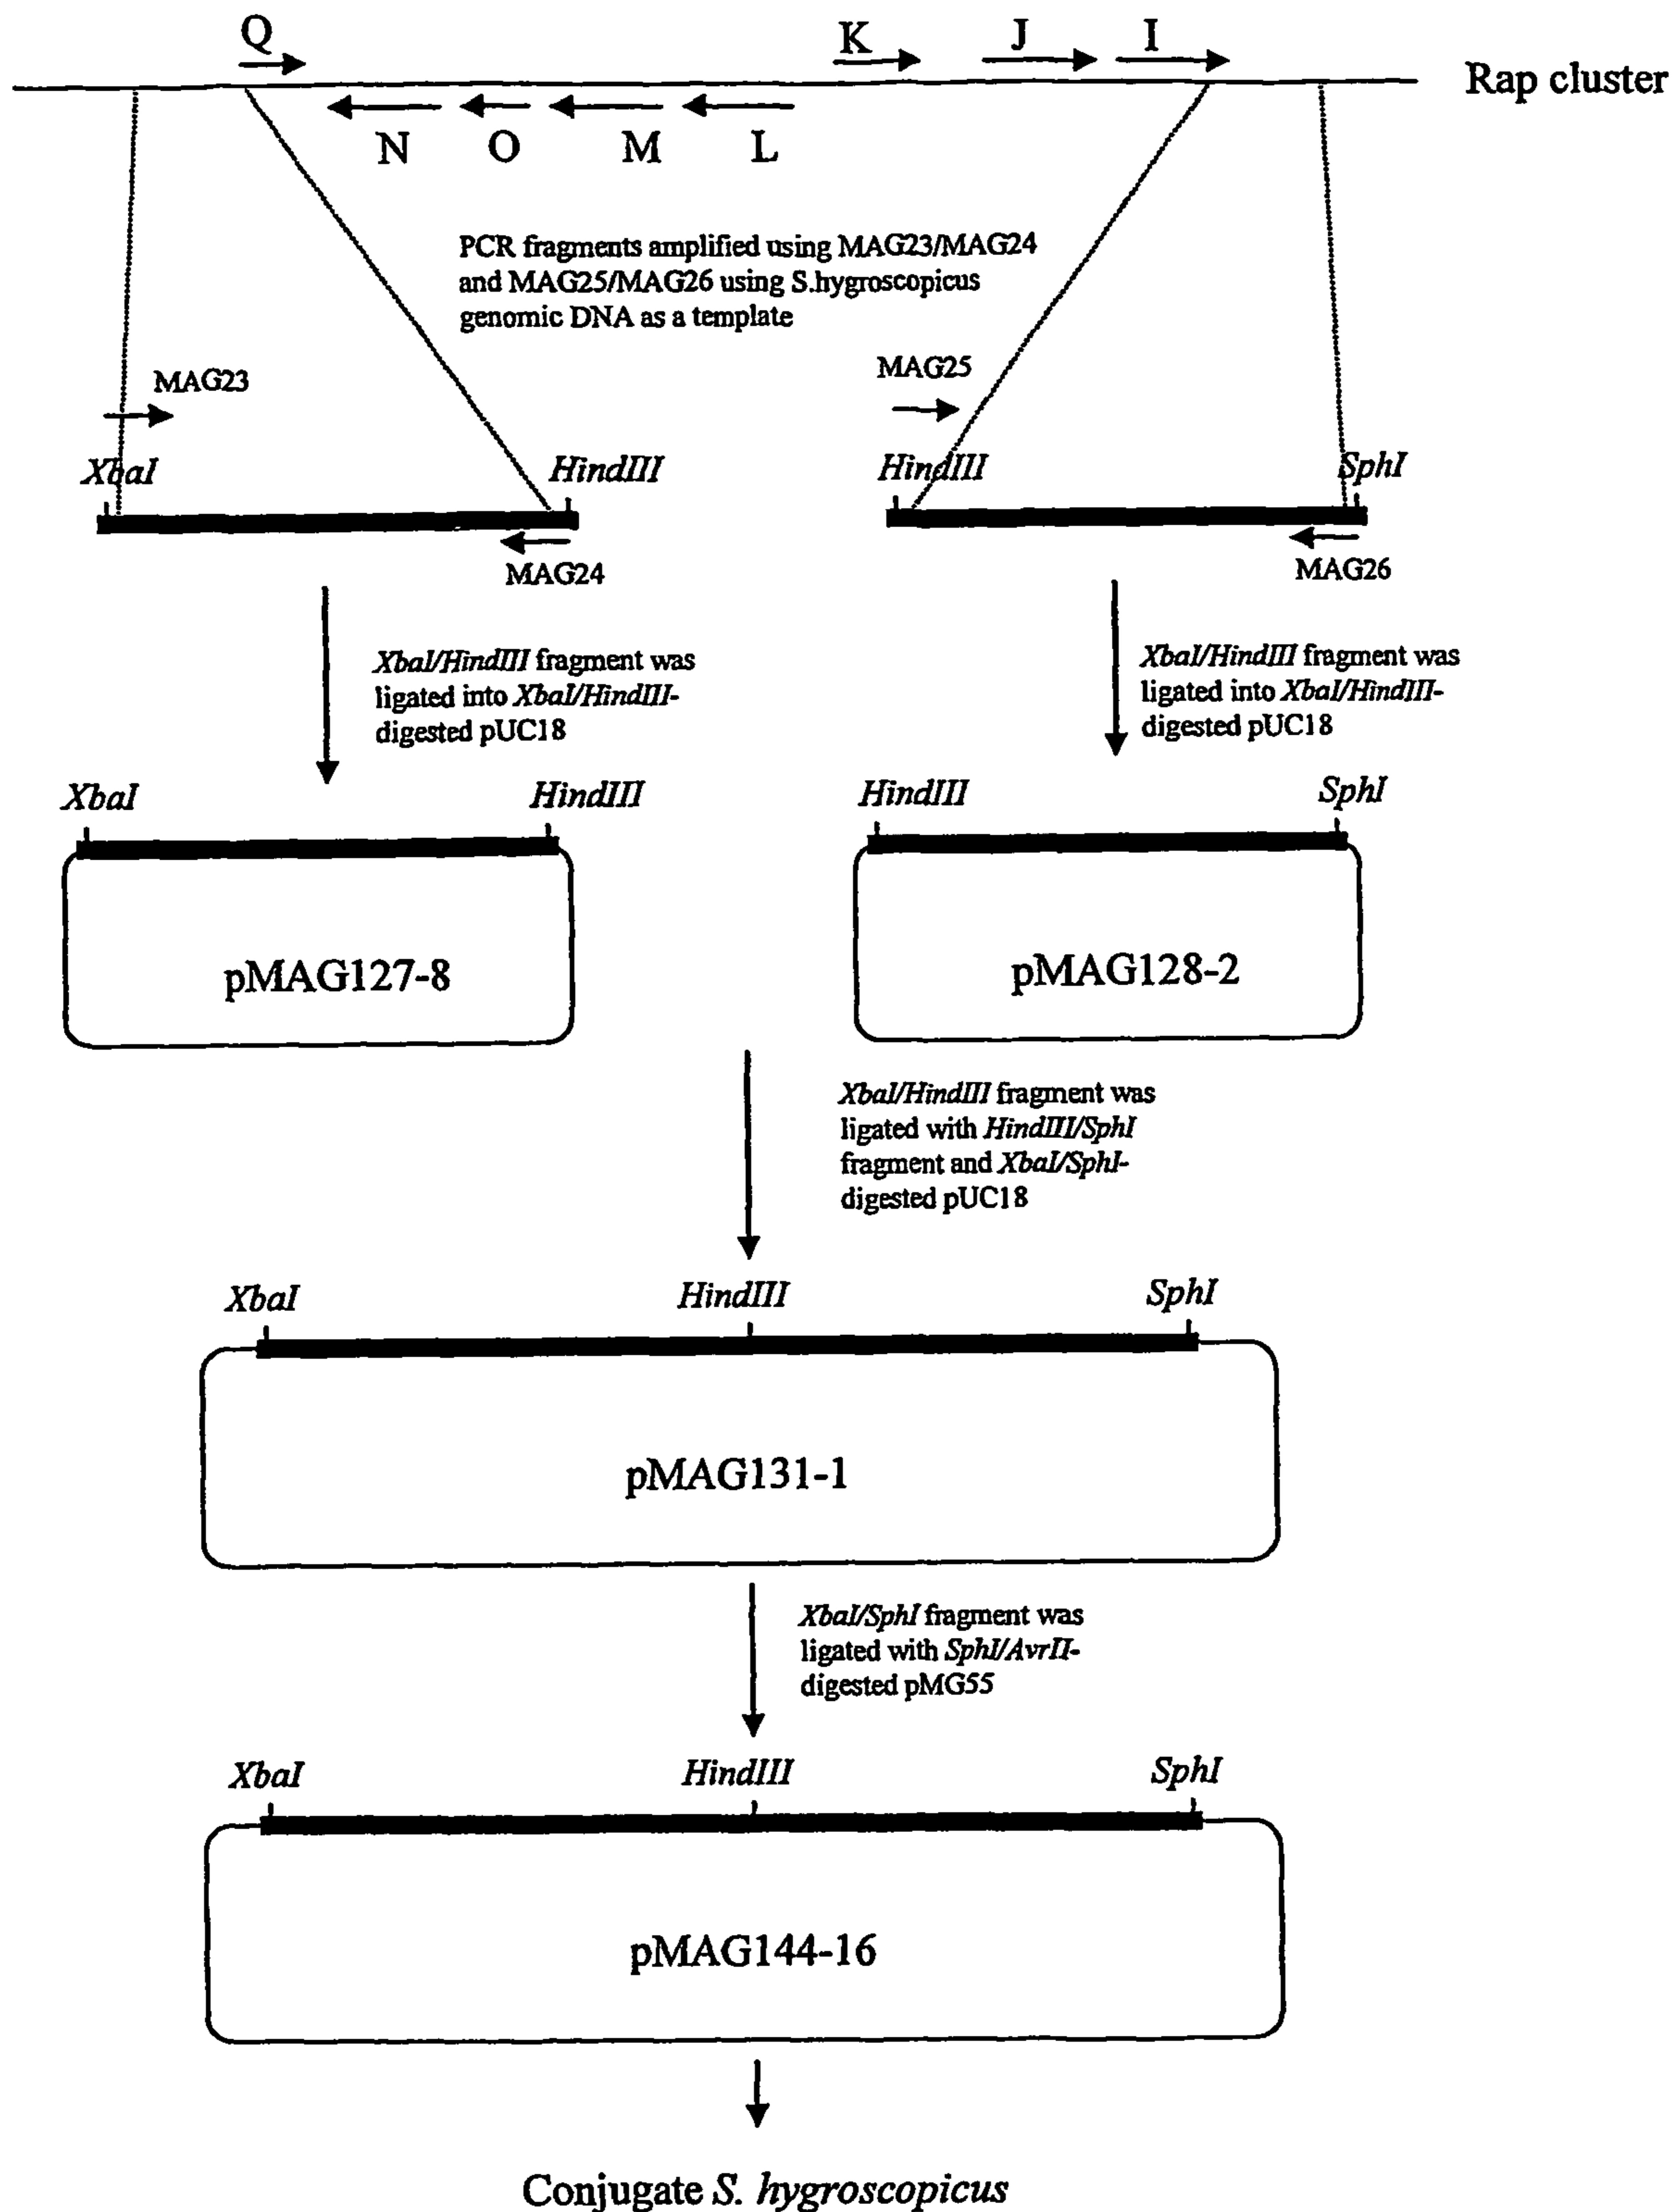 Q
K J I
Rap cluster
N O M L
PCR fragments amplified using MAG23/MAG24
and MAG25/MAG26 using S.hygroscopicus
genomic DNA as a template
MAG23
MAG25
XbaI HindIII
HindIII SphI
MAG24
MAG26
XbaI/HindIII fragment was
ligated into XbaI/HindIII-
digested pUC18
XbaI/HindIII fragment was
ligated into XbaI/HindIII-
digested pUC18
XbaI HindIII
HindIII SphI
pMAG127-8
pMAG128-2
XbaI/HindIII fragment was
ligated with HindIII/SphI
fragment and XbaI/SphI-
digested pUC18
XbaI HindIII SphI
pMAG131-1
XbaI/SphI fragment was
ligated with SphI/AvrII-
digested pMG55
XbaI HindIII SphI
pMAG144-16
Conjugate S. hygroscopicus